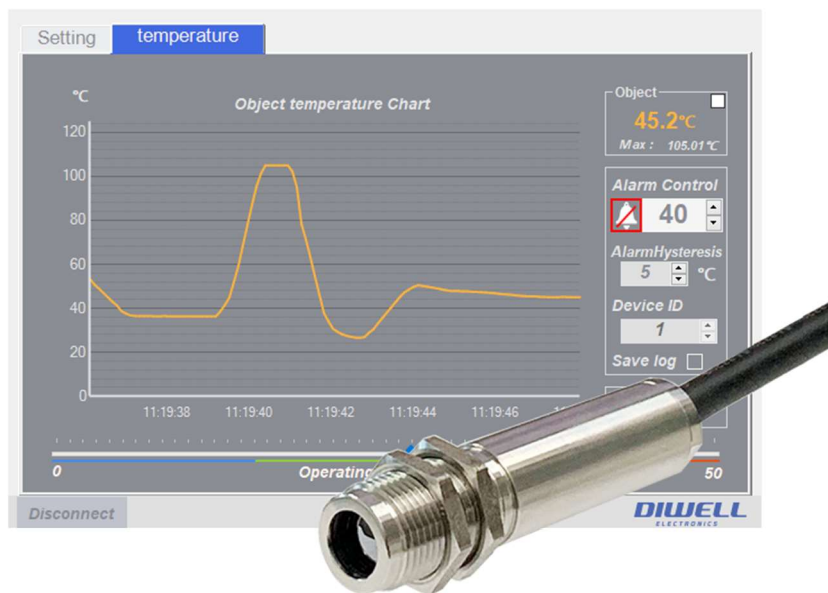 Setting
temperature
Object temperature Chart
°C
120
100
80
60
40
20
0
11:19:38
11:19:40
11:19:42
11:19:44
11:19:46
Object
45.2°C
Max : 105.01°C
Alarm Control
40
AlarmHysteresis
5 °C
Device ID
1
Save log
0
Operating
50
Disconnect
DIWELL
ELECTRONICS